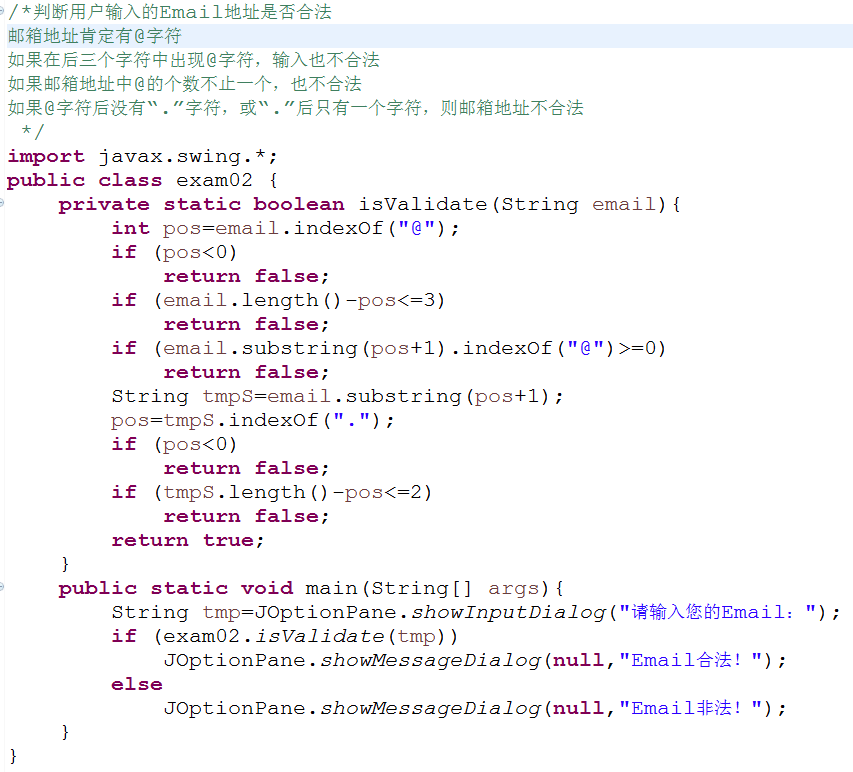 /*判断用户输入的Email地址是否合法
邮箱地址肯定有@字符
如果在后三个字符中出现@字符，输入也不合法
如果邮箱地址中@的个数不止一个，也不合法
如果@字符后没有“.”字符，或“.”后只有一个字符，则邮箱地址不合法
 */
import javax.swing.*;
public class exam02 {
    private static boolean isValidate(String email){
        int pos=email.indexOf("@");
        if (pos<0)
            return false;
        if (email.length()-pos<=3)
            return false;
        if (email.substring(pos+1).indexOf("@")>=0)
            return false;
        String tmpS=email.substring(pos+1);
        pos=tmpS.indexOf(".");
        if (pos<0)
            return false;
        if (tmpS.length()-pos<=2)
            return false;
        return true;
    }
    public static void main(String[] args){
        String tmp=JOptionPane.showInputDialog("请输入您的Email：");
        if (exam02.isValidate(tmp))
            JOptionPane.showMessageDialog(null,"Email合法！");
        else
            JOptionPane.showMessageDialog(null,"Email非法！");
    }
}